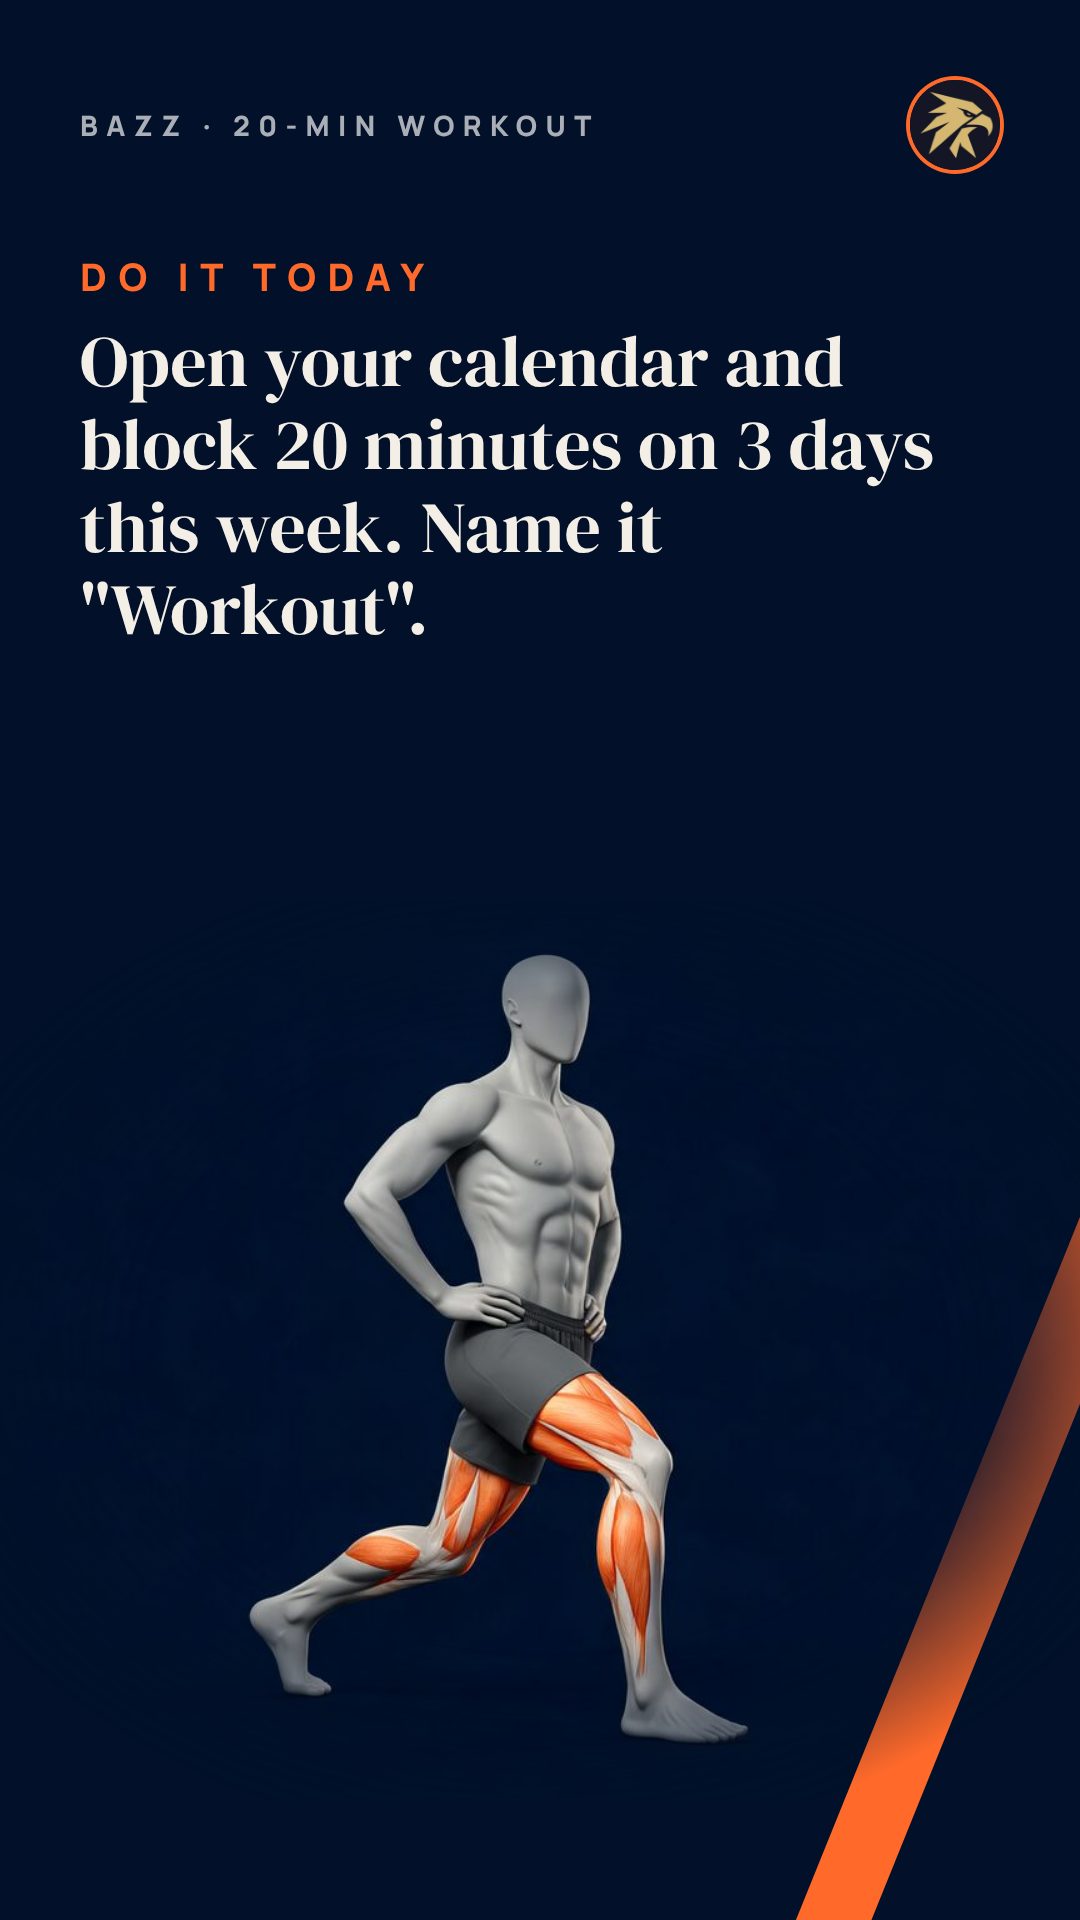 BAZZ · 20-MIN WORKOUT
DO IT TODAY
Open your calendar and
block 20 minutes on 3 days
this week. Name it
"Workout".